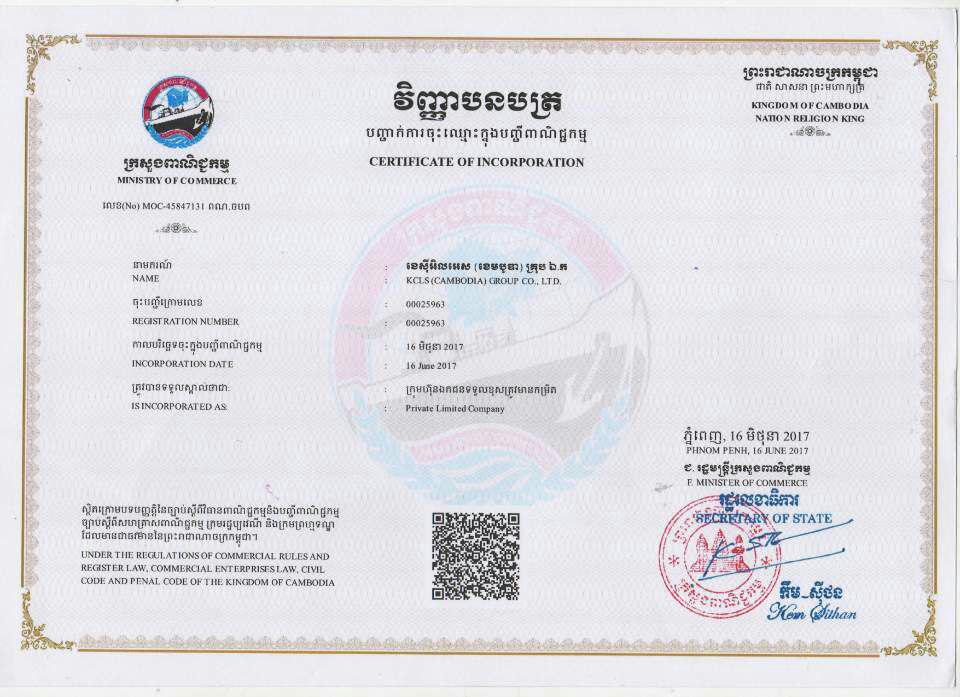 ព្រះរាជាណាចក្រកម្ពុជា
ជាតិ សាសនា ព្រះមហាក្សត្រ
KINGDOM OF CAMBODIA
NATION RELIGION KING
វិញ្ញាបនបត្រ
បញ្ជាក់ការចុះឈ្មោះក្នុងបញ្ជីពាណិជ្ជកម្ម
CERTIFICATE OF INCORPORATION
ក្រសួងពាណិជ្ជកម្ម
MINISTRY OF COMMERCE
លេខ(No) MOC-45847131 ពណ.ចបព
នាមករណ៍ : ខេស៊ីអិលអេស (ខេមបូឌា) គ្រុប ឯ.ក
NAME : KCLS (CAMBODIA) GROUP CO., LTD.
ចុះបញ្ជីក្រោមលេខ : 00025963
REGISTRATION NUMBER : 00025963
កាលបរិច្ឆេទចុះក្នុងបញ្ជីពាណិជ្ជកម្ម : 16 មិថុនា 2017
INCORPORATION DATE : 16 June 2017
ត្រូវបានទទួលស្គាល់ថាជា: : ក្រុមហ៊ុនឯកជនទទួលខុសត្រូវមានកម្រិត
IS INCORPORATED AS: : Private Limited Company
ភ្នំពេញ, 16 មិថុនា 2017
PHNOM PENH, 16 JUNE 2017
ជ. រដ្ឋមន្ត្រីក្រសួងពាណិជ្ជកម្ម
F. MINISTER OF COMMERCE
រដ្ឋលេខាធិការ
SECRETARY OF STATE
ស្ថិតក្រោមបទបញ្ញត្តិនៃច្បាប់ស្តីពីវិធានពាណិជ្ជកម្មនិងបញ្ជីពាណិជ្ជកម្ម
ច្បាប់ស្តីពីសហគ្រាសពាណិជ្ជកម្ម ក្រមរដ្ឋប្បវេណី និងក្រមព្រហ្មទណ្ឌ
ដែលមានជាធរមាននៃព្រះរាជាណាចក្រកម្ពុជា។
UNDER THE REGULATIONS OF COMMERCIAL RULES AND
REGISTER LAW, COMMERCIAL ENTERPRISES LAW, CIVIL
CODE AND PENAL CODE OF THE KINGDOM OF CAMBODIA
ក្រសួងពាណិជ្ជកម្ម
គឹម ស៊ីថន
Kem Sithan